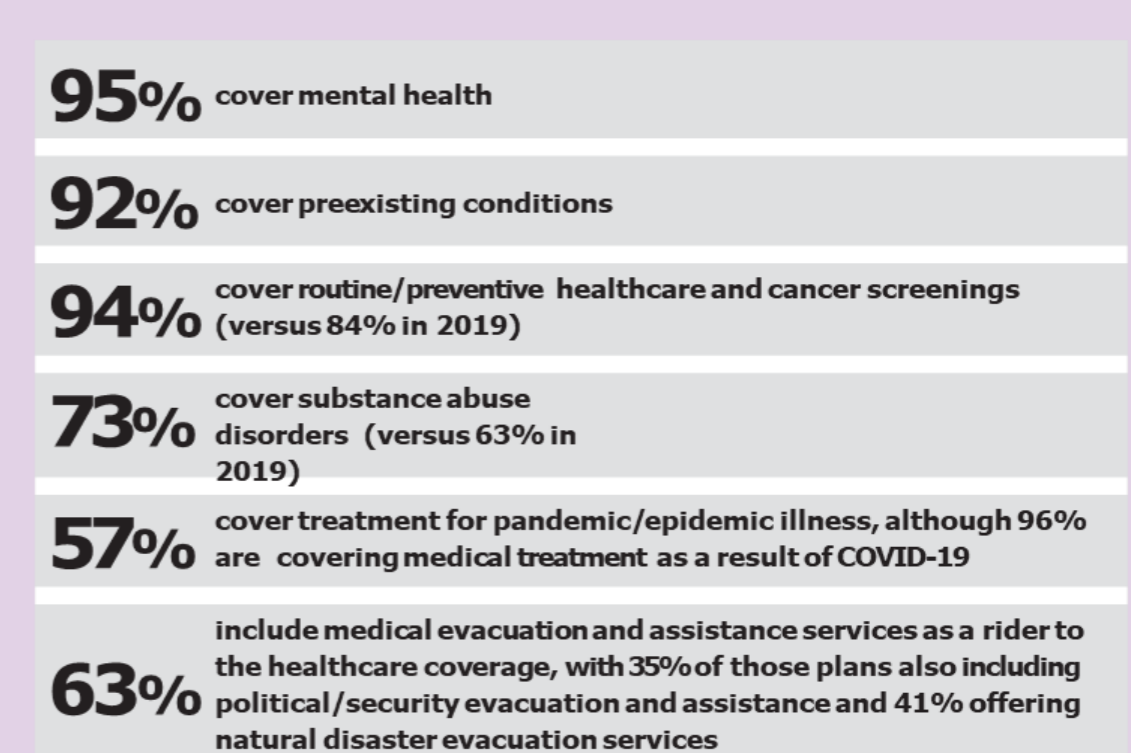 95% cover mental health
92% cover preexisting conditions
94% cover routine/preventive healthcare and cancer screenings
(versus 84% in 2019)
73% cover substance abuse
disorders (versus 63% in
2019)
57% cover treatment for pandemic/epidemic illness, although 96%
are covering medical treatment as a result of COVID-19
63% include medical evacuation and assistance services as a rider to
the healthcare coverage, with 35% of those plans also including
political/security evacuation and assistance and 41% offering
natural disaster evacuation services